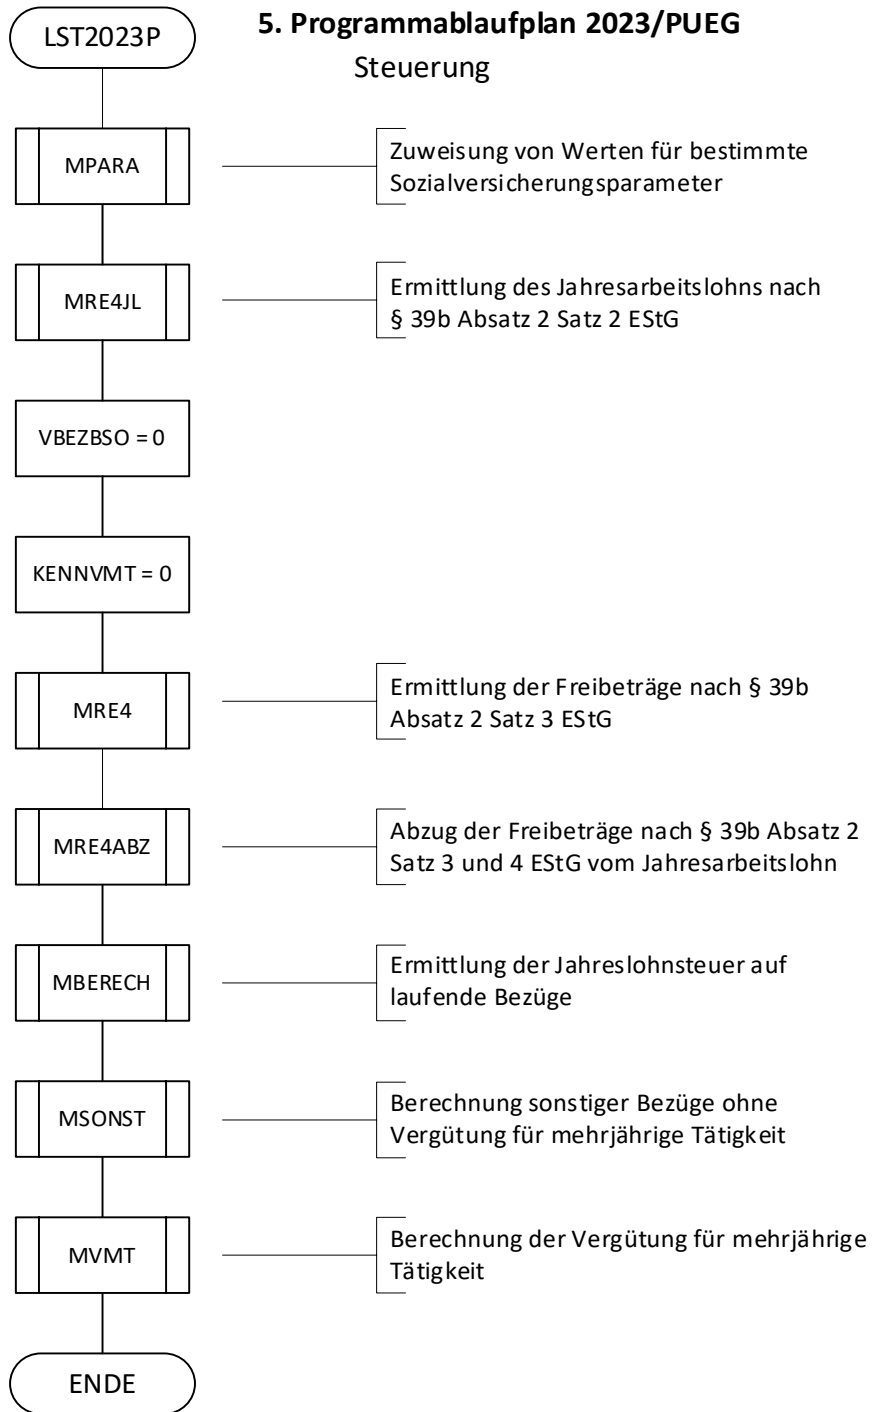 LST2023P
5. Programmablaufplan 2023/PUEG
Steuerung
MPARA
Zuweisung von Werten für bestimmte
Sozialversicherungsparameter
MRE4JL
Ermittlung des Jahresarbeitslohns nach
§ 39b Absatz 2 Satz 2 EStG
VBEZBSO = 0
KENNVMT = 0
MRE4
Ermittlung der Freibeträge nach § 39b
Absatz 2 Satz 3 EStG
MRE4ABZ
Abzug der Freibeträge nach § 39b Absatz 2
Satz 3 und 4 EStG vom Jahresarbeitslohn
MBERECH
Ermittlung der Jahreslohnsteuer auf
laufende Bezüge
MSONST
Berechnung sonstiger Bezüge ohne
Vergütung für mehrjährige Tätigkeit
MVMT
Berechnung der Vergütung für mehrjährige
Tätigkeit
ENDE